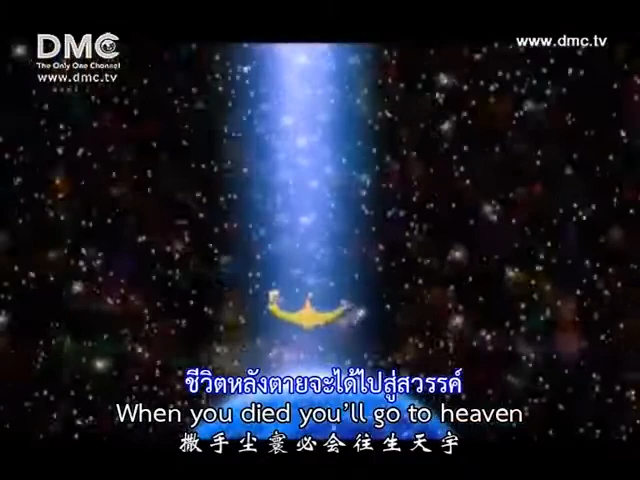 DMC
The Only One Channel
www.dmc.tv
www.dmc.tv
ชีวิตหลังตายจะได้ไปสู่สวรรค์
When you died you'll go to heaven
撒手尘寰必会往生天宇